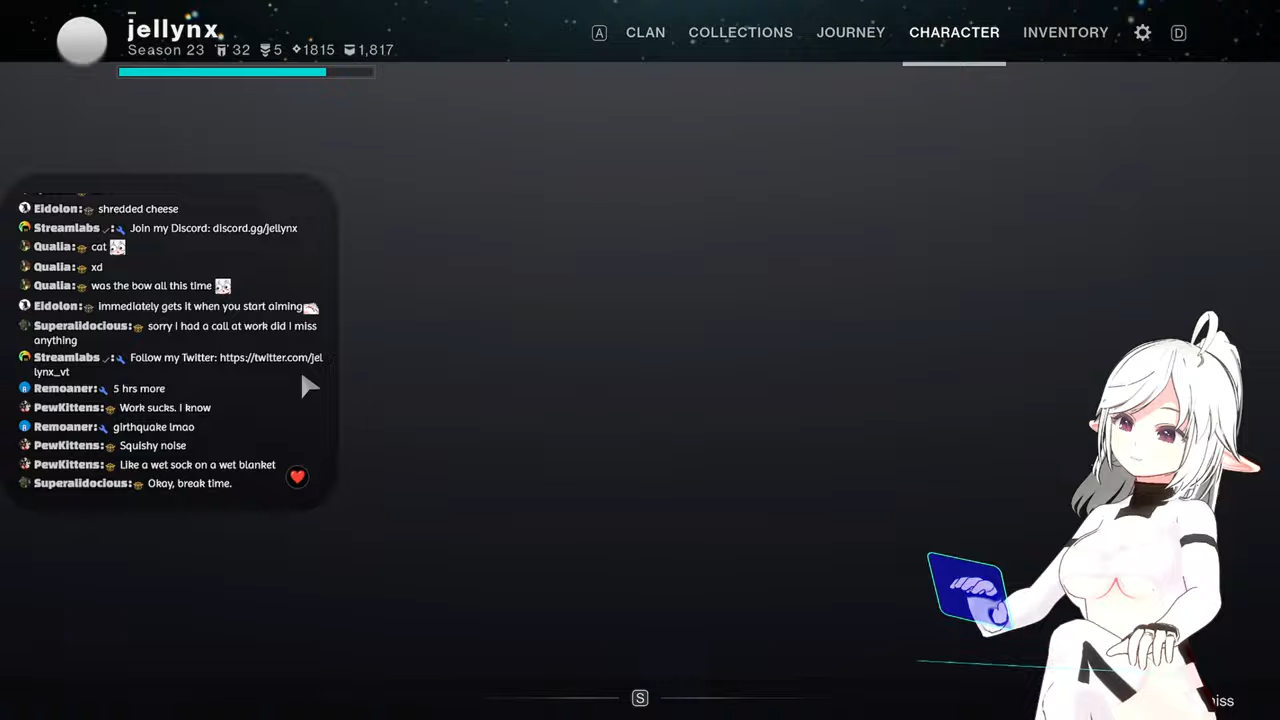 jellynx
Season 23 32 5 1815 1,817
A CLAN COLLECTIONS JOURNEY CHARACTER INVENTORY D
Eidolon: shredded cheese
Streamlabs : Join my Discord: discord.gg/jellynx
Qualia: cat
Qualia: xd
Qualia: was the bow all this time
Eidolon: immediately gets it when you start aiming
Superalidocious: sorry I had a call at work did I miss
anything
Streamlabs : Follow my Twitter: https://twitter.com/jel
lynx_vt
Remoaner: 5 hrs more
PewKittens: Work sucks. I know
Remoaner: girthquake lmao
PewKittens: Squishy noise
PewKittens: Like a wet sock on a wet blanket
Superalidocious: Okay, break time.
S